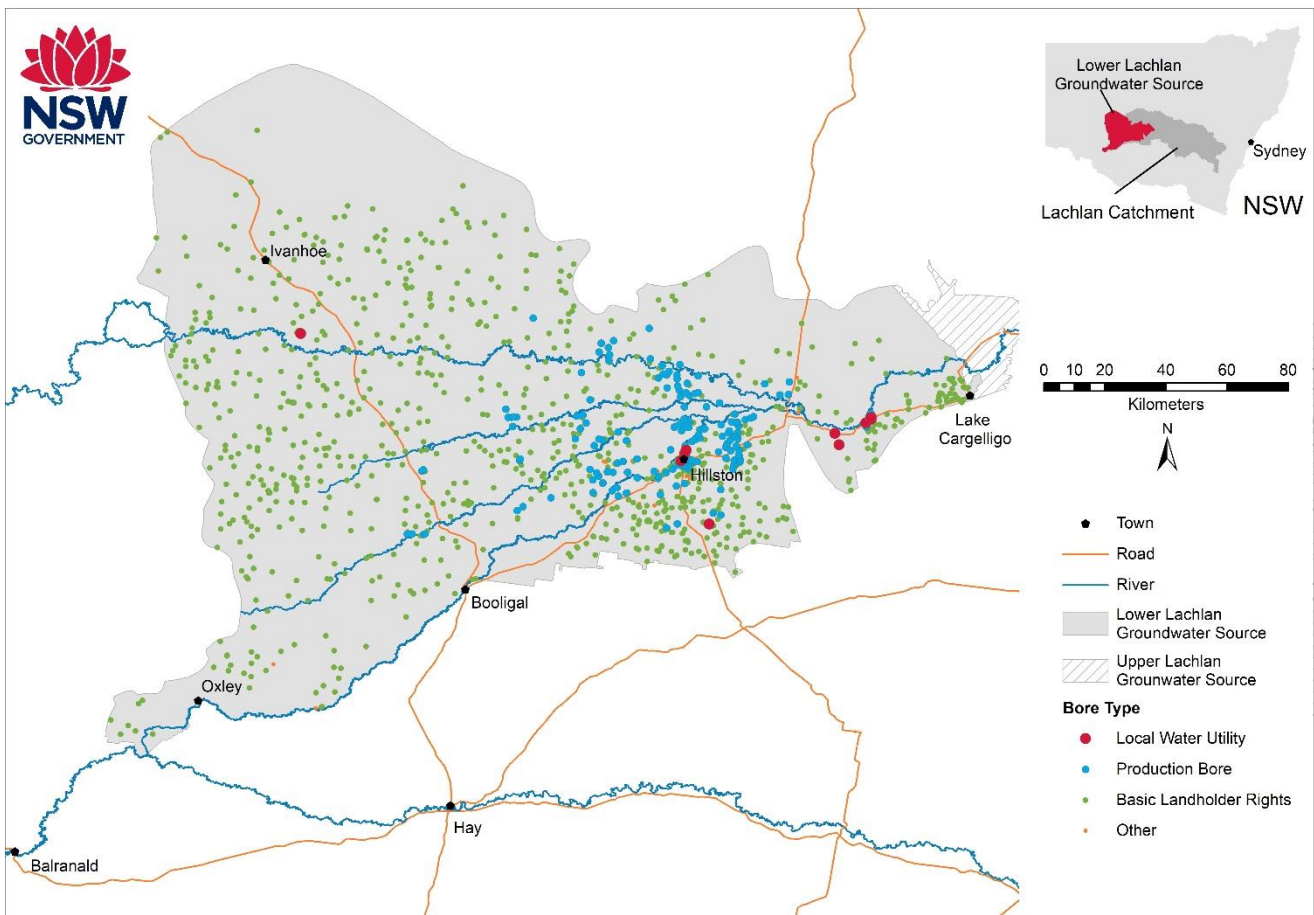 NSW
GOVERNMENT
Lower Lachlan
Groundwater Source
Sydney
Lachlan Catchment
NSW
Ivanhoe
Lake
Cargelligo
Hillston
Booligal
Oxley
Hay
Balranald
0 10 20 40 60 80
Kilometers
N
Town
Road
River
Lower Lachlan
Groundwater Source
Upper Lachlan
Grounwater Source
Bore Type
Local Water Utility
Production Bore
Basic Landholder Rights
Other